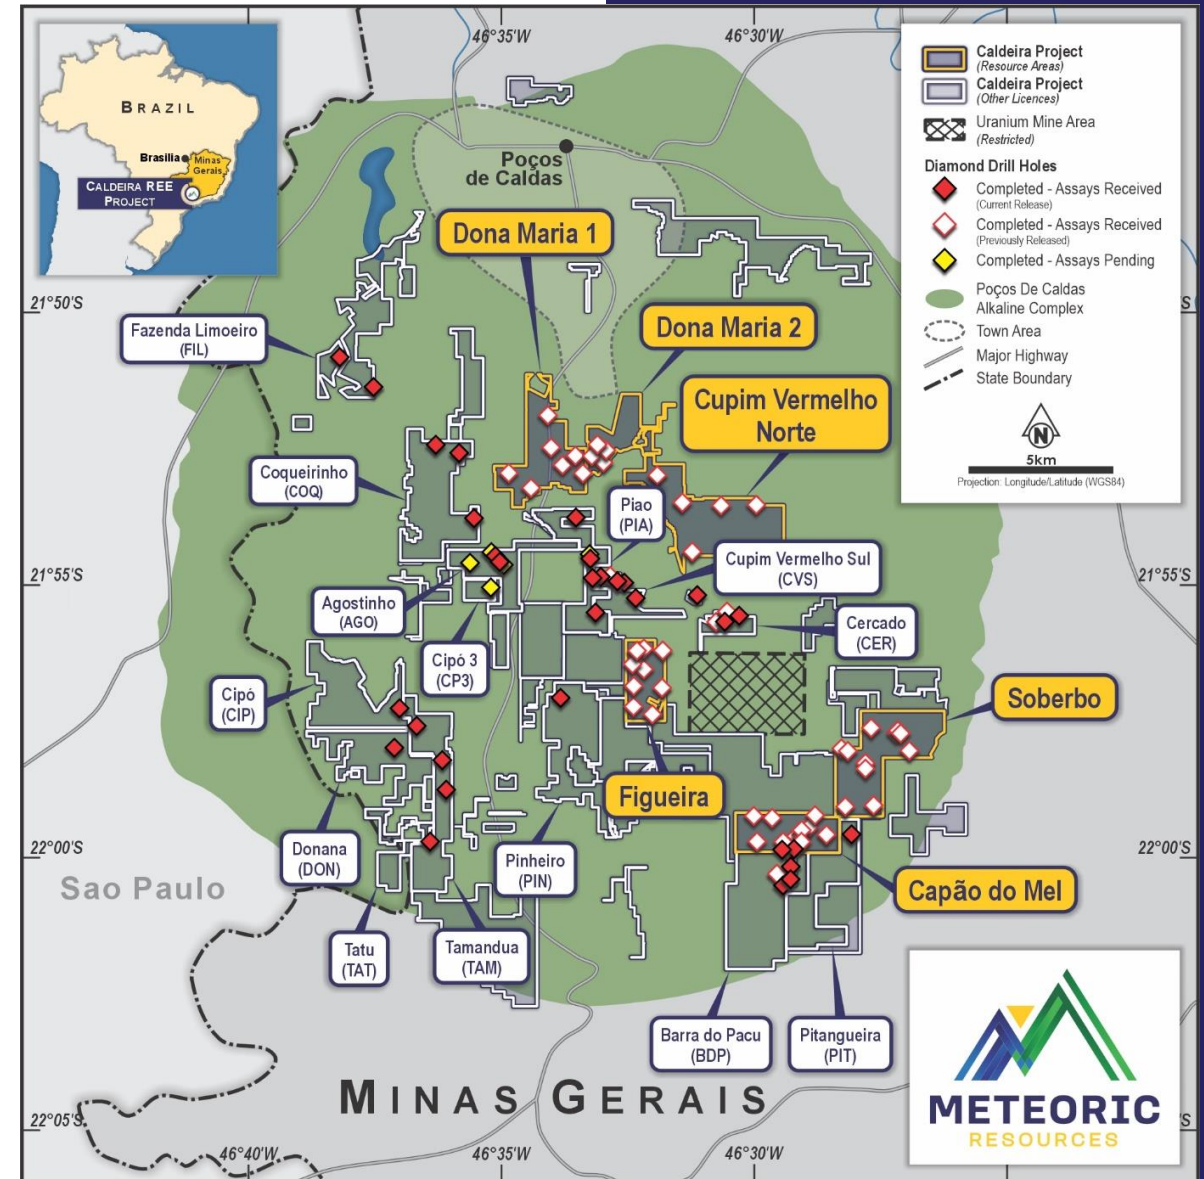 46°35'W
46°30'W
BRAZIL
Brasilia
Minas
Gerais
CALDEIRA REE
PROJECT
Caldeira Project
(Resource Areas)
Caldeira Project
(Other Licences)
Uranium Mine Area
(Restricted)
Diamond Drill Holes
Completed - Assays Received
(Current Release)
Completed - Assays Received
(Previously Released)
Completed - Assays Pending
Poços De Caldas
Alkaline Complex
Town Area
Major Highway
State Boundary
N
5km
Projection: Longitude/Latitude (WGS84)
Poços
de Caldas
Dona Maria 1
21°50'S
S
Fazenda Limoeiro
(FIL)
Dona Maria 2
Cupim Vermelho
Norte
Coqueirinho
(COQ)
Piao
(PIA)
Cupim Vermelho Sul
(CVS)
21°55'S
21°55'S
Agostinho
(AGO)
Cercado
(CER)
Cipó 3
(CP3)
Cipó
(CIP)
Soberbo
Figueira
22°00'S
22°00'S
Donana
(DON)
Pinheiro
(PIN)
Capão do Mel
Sao Paulo
Tatu
(TAT)
Tamandua
(TAM)
Barra do Pacu
(BDP)
Pitangueira
(PIT)
MINAS GERAIS
22°05'S
METEORIC
RESOURCES
46°40'W
46°35'W
46°30'W